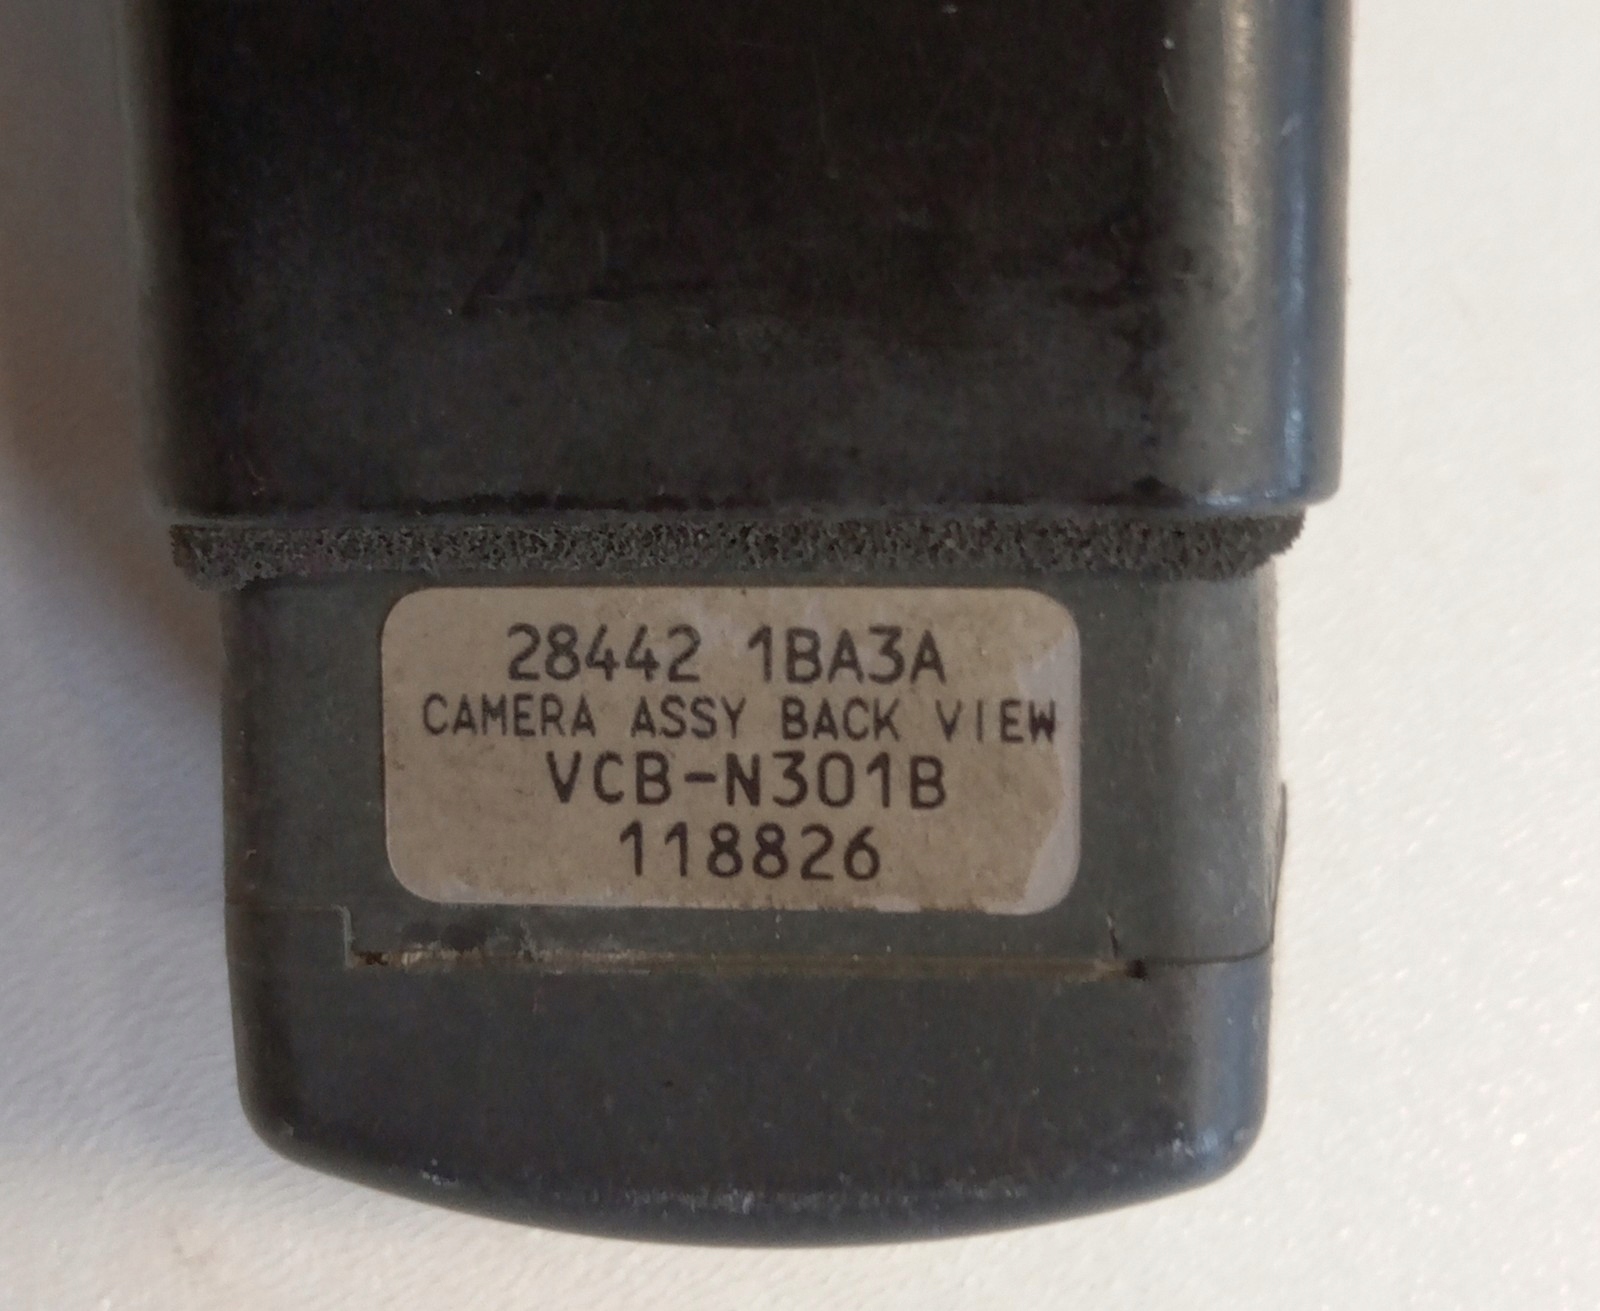 28442 1BA3A
CAMERA ASSY BACK VIEW
VCB-N301B
118826